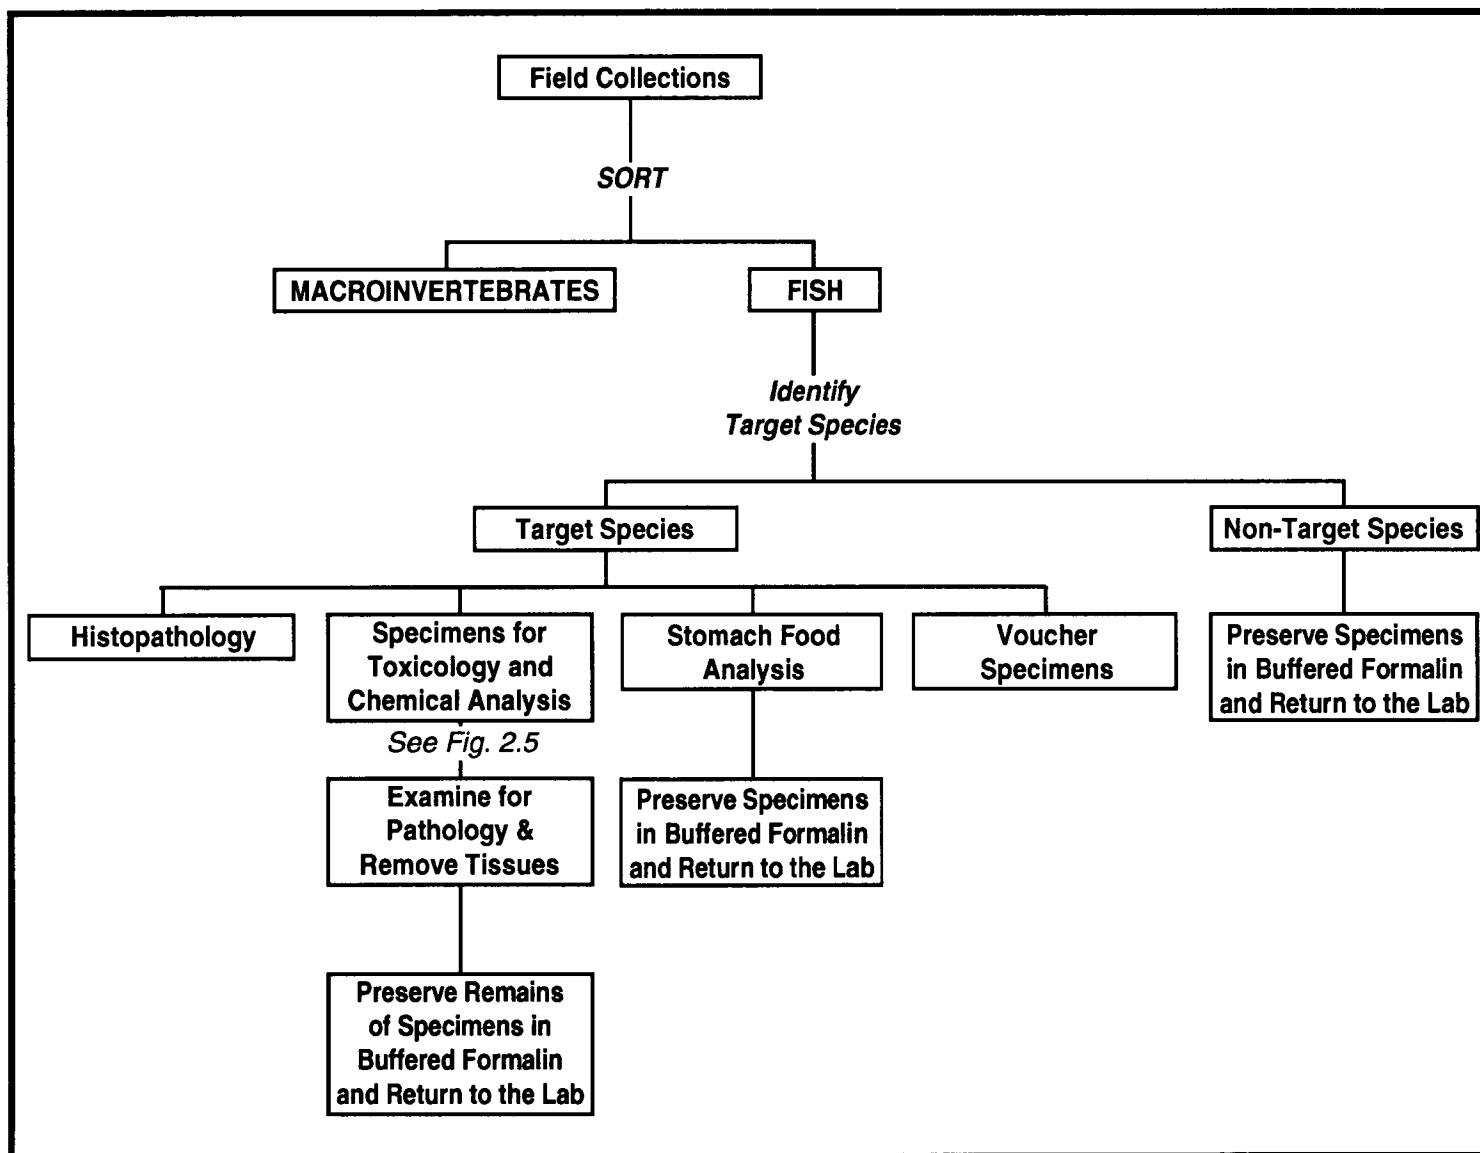 Field Collections
SORT
MACROINVERTEBRATES
FISH
Identify
Target Species
Target Species
Non-Target Species
Histopathology
Specimens for
Toxicology and
Chemical Analysis
Stomach Food
Analysis
Voucher
Specimens
Preserve Specimens
in Buffered Formalin
and Return to the Lab
See Fig. 2.5
Examine for
Pathology &
Remove Tissues
Preserve Specimens
in Buffered Formalin
and Return to the Lab
Preserve Remains
of Specimens in
Buffered Formalin
and Return to the Lab